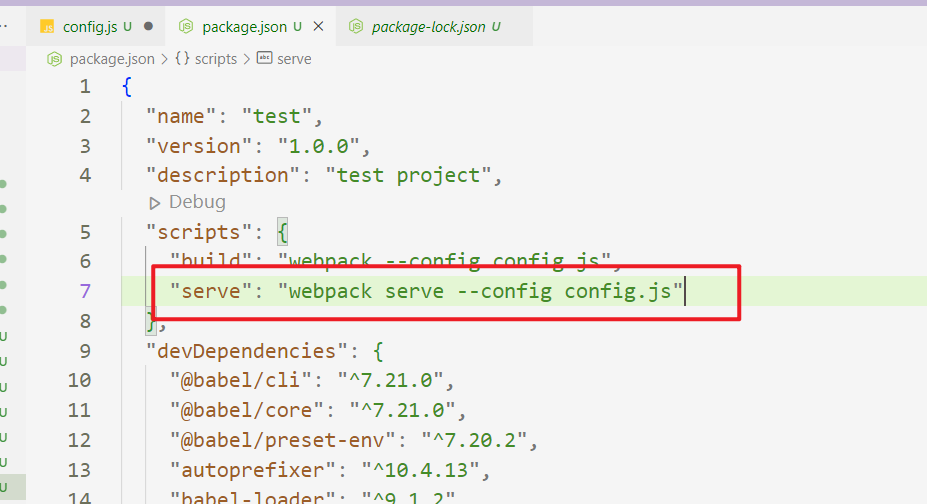 config.js U
package.json U
package-lock.json U
package.json > {} scripts > abc serve
1 {
2 "name": "test",
3 "version": "1.0.0",
4 "description": "test project",
Debug
5 "scripts": {
6 "build": "webpack --config config.js",
7 "serve": "webpack serve --config config.js"
8 },
9 "devDependencies": {
10 "@babel/cli": "^7.21.0",
11 "@babel/core": "^7.21.0",
12 "@babel/preset-env": "^7.20.2",
13 "autoprefixer": "^10.4.13",
14 "babel-loader": "^9.1.2"
U
U
U
U
U
U
U